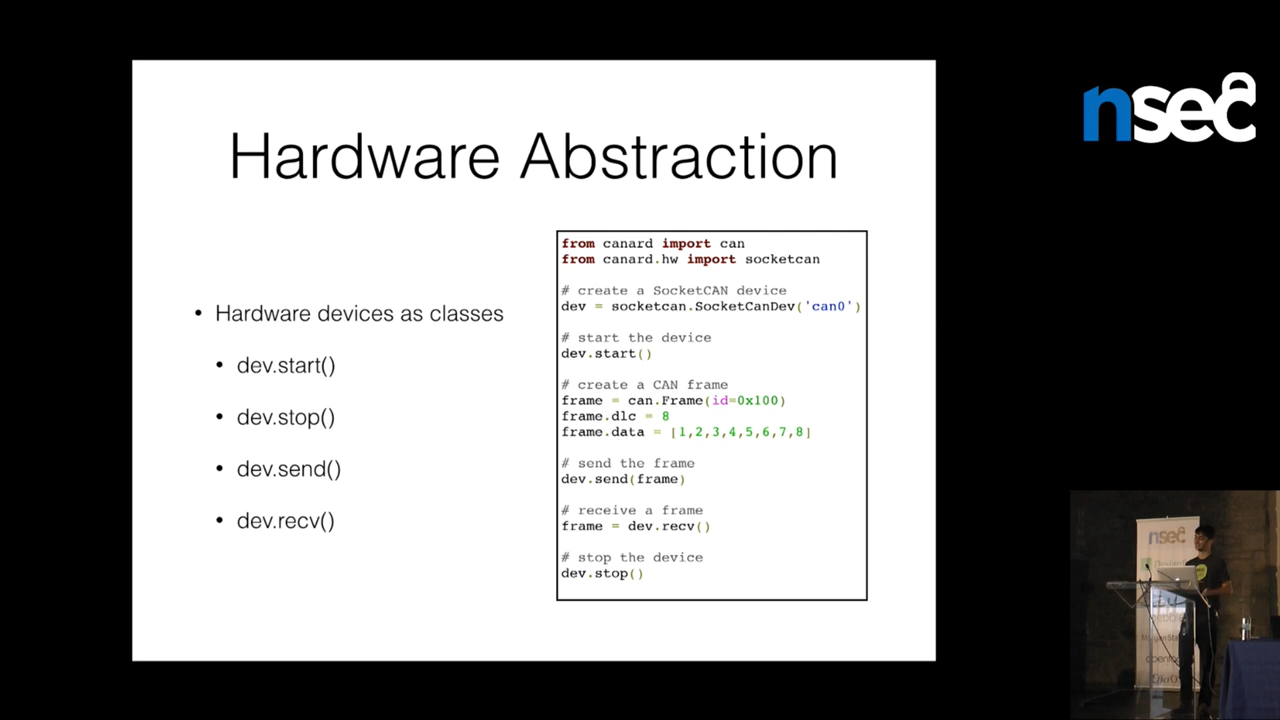 nsec
Hardware Abstraction
• Hardware devices as classes
• dev.start()
• dev.stop()
• dev.send()
• dev.recv()
from canard import can
from canard.hw import socketcan
# create a SocketCAN device
dev = socketcan.SocketCanDev('can0')
# start the device
dev.start()
# create a CAN frame
frame = can.Frame(id=0x100)
frame.dlc = 8
frame.data = [1,2,3,4,5,6,7,8]
# send the frame
dev.send(frame)
# receive a frame
frame = dev.recv()
# stop the device
dev.stop()
nsec